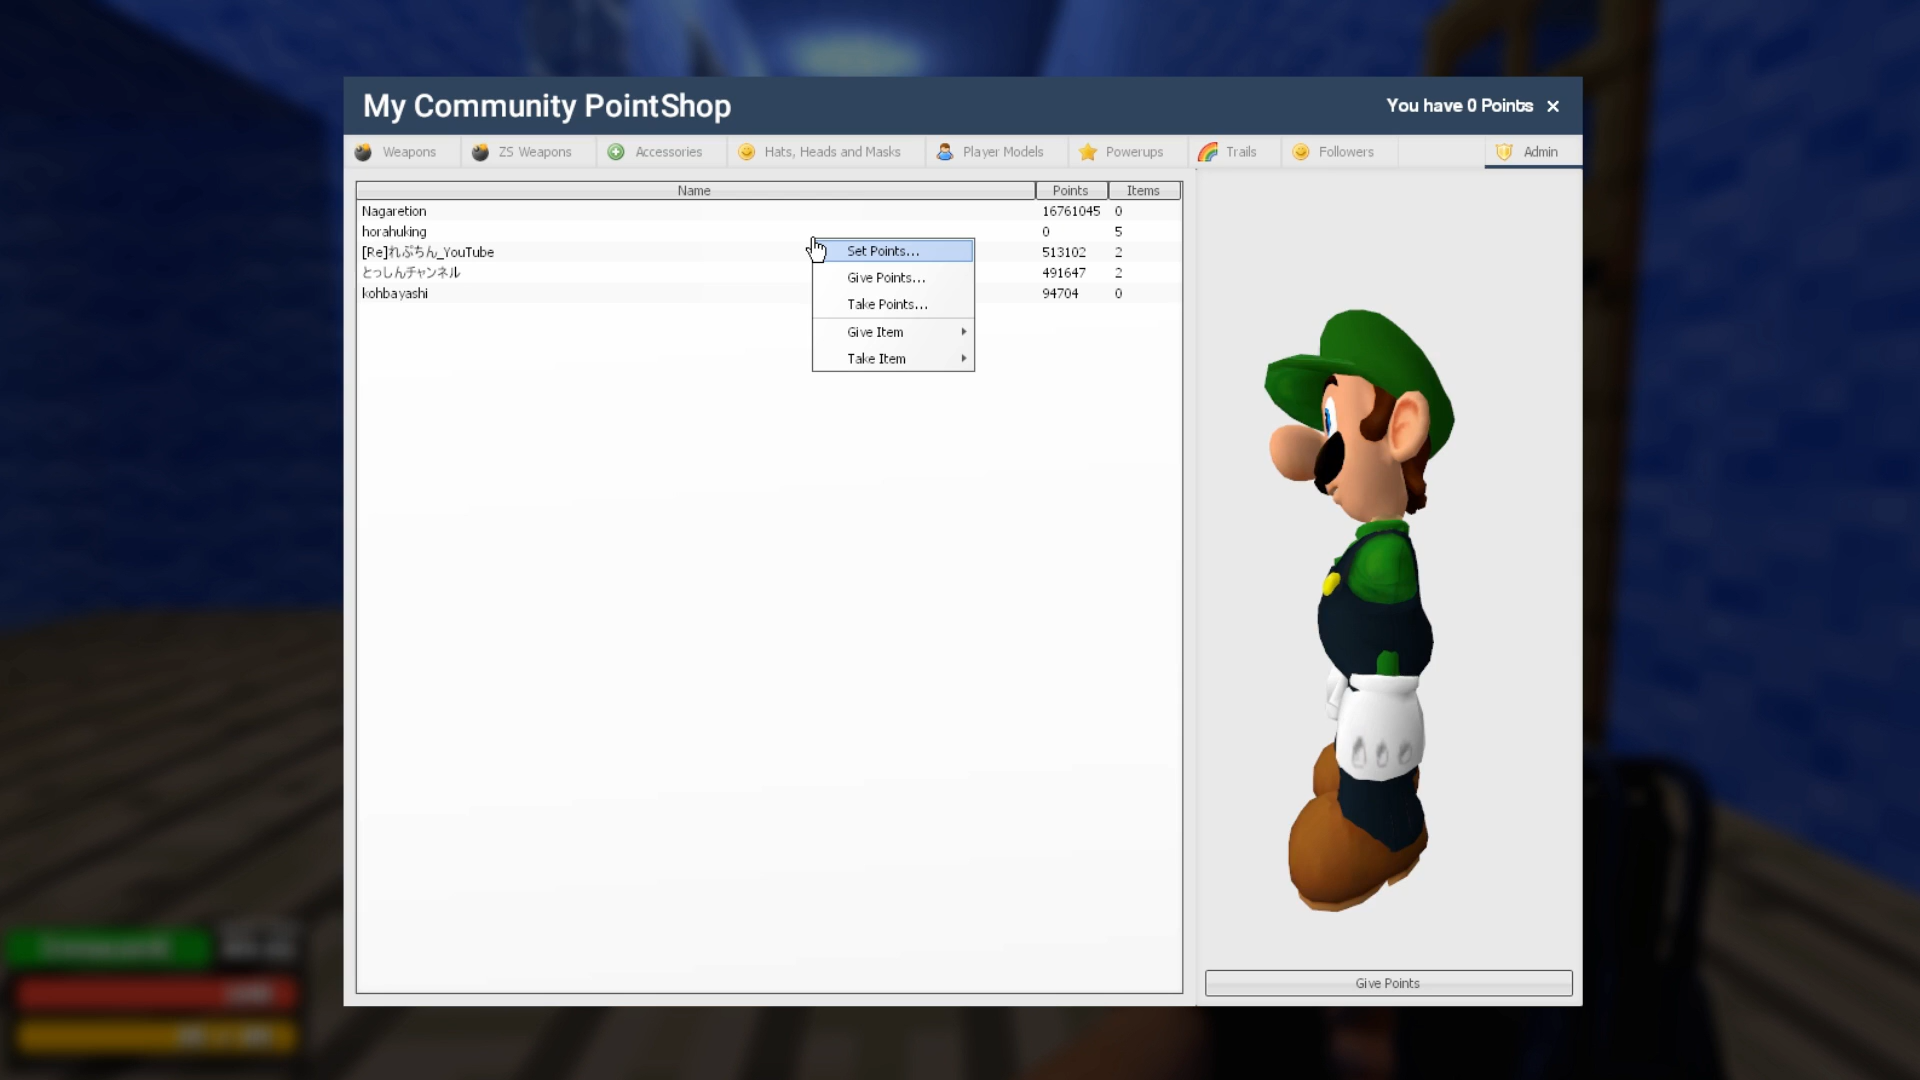 My Community PointShop
You have 0 Points ×
Weapons ZS Weapons Accessories Hats, Heads and Masks Player Models Powerups Trails Followers Admin
Name Points Items
Nagaretion 16761045 0
horahuking 0 5
[Re]れぷちん_YouTube 513102 2
とっしんチャンネル 491647 2
kohbayashi 94704 0
Set Points...
Give Points...
Take Points...
Give Item
Take Item
Give Points